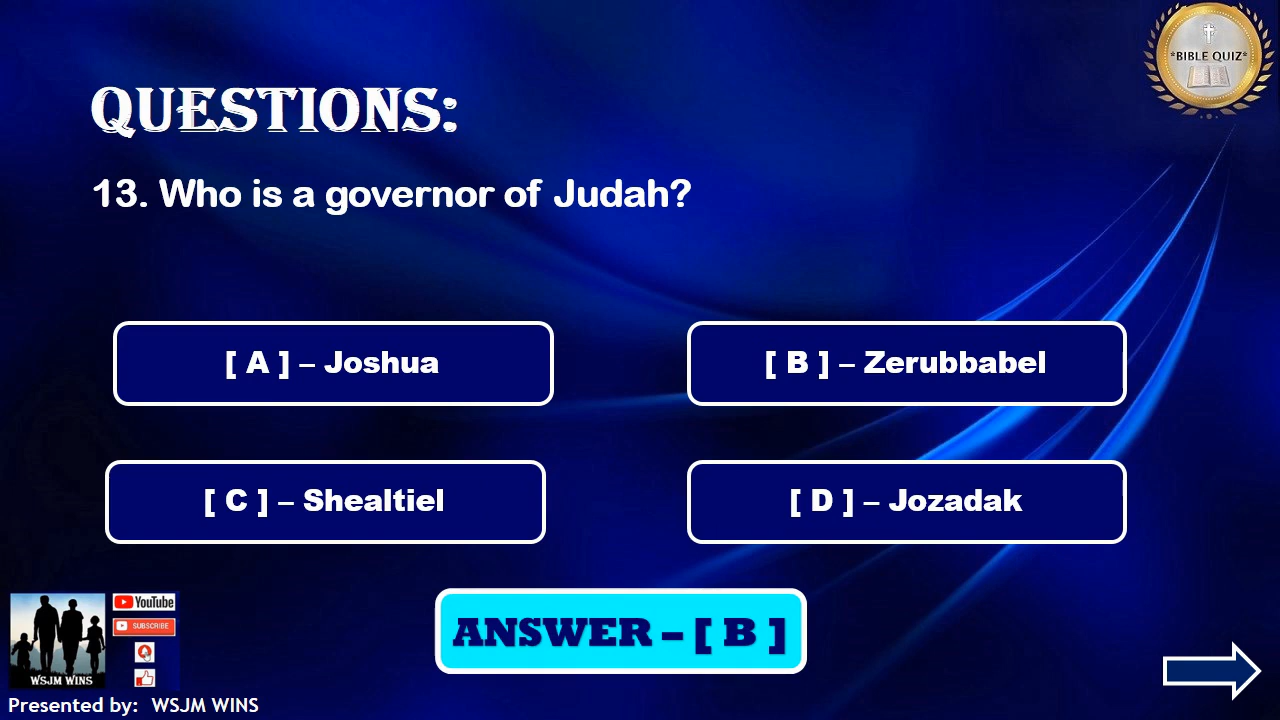 *BIBLE QUIZ*
QUESTIONS:
13. Who is a governor of Judah?
[ A ] – Joshua
[ B ] – Zerubbabel
[ C ] – Shealtiel
[ D ] – Jozadak
ANSWER – [ B ]
YouTube
SUBSCRIBE
WSJM WINS
Presented by: WSJM WINS